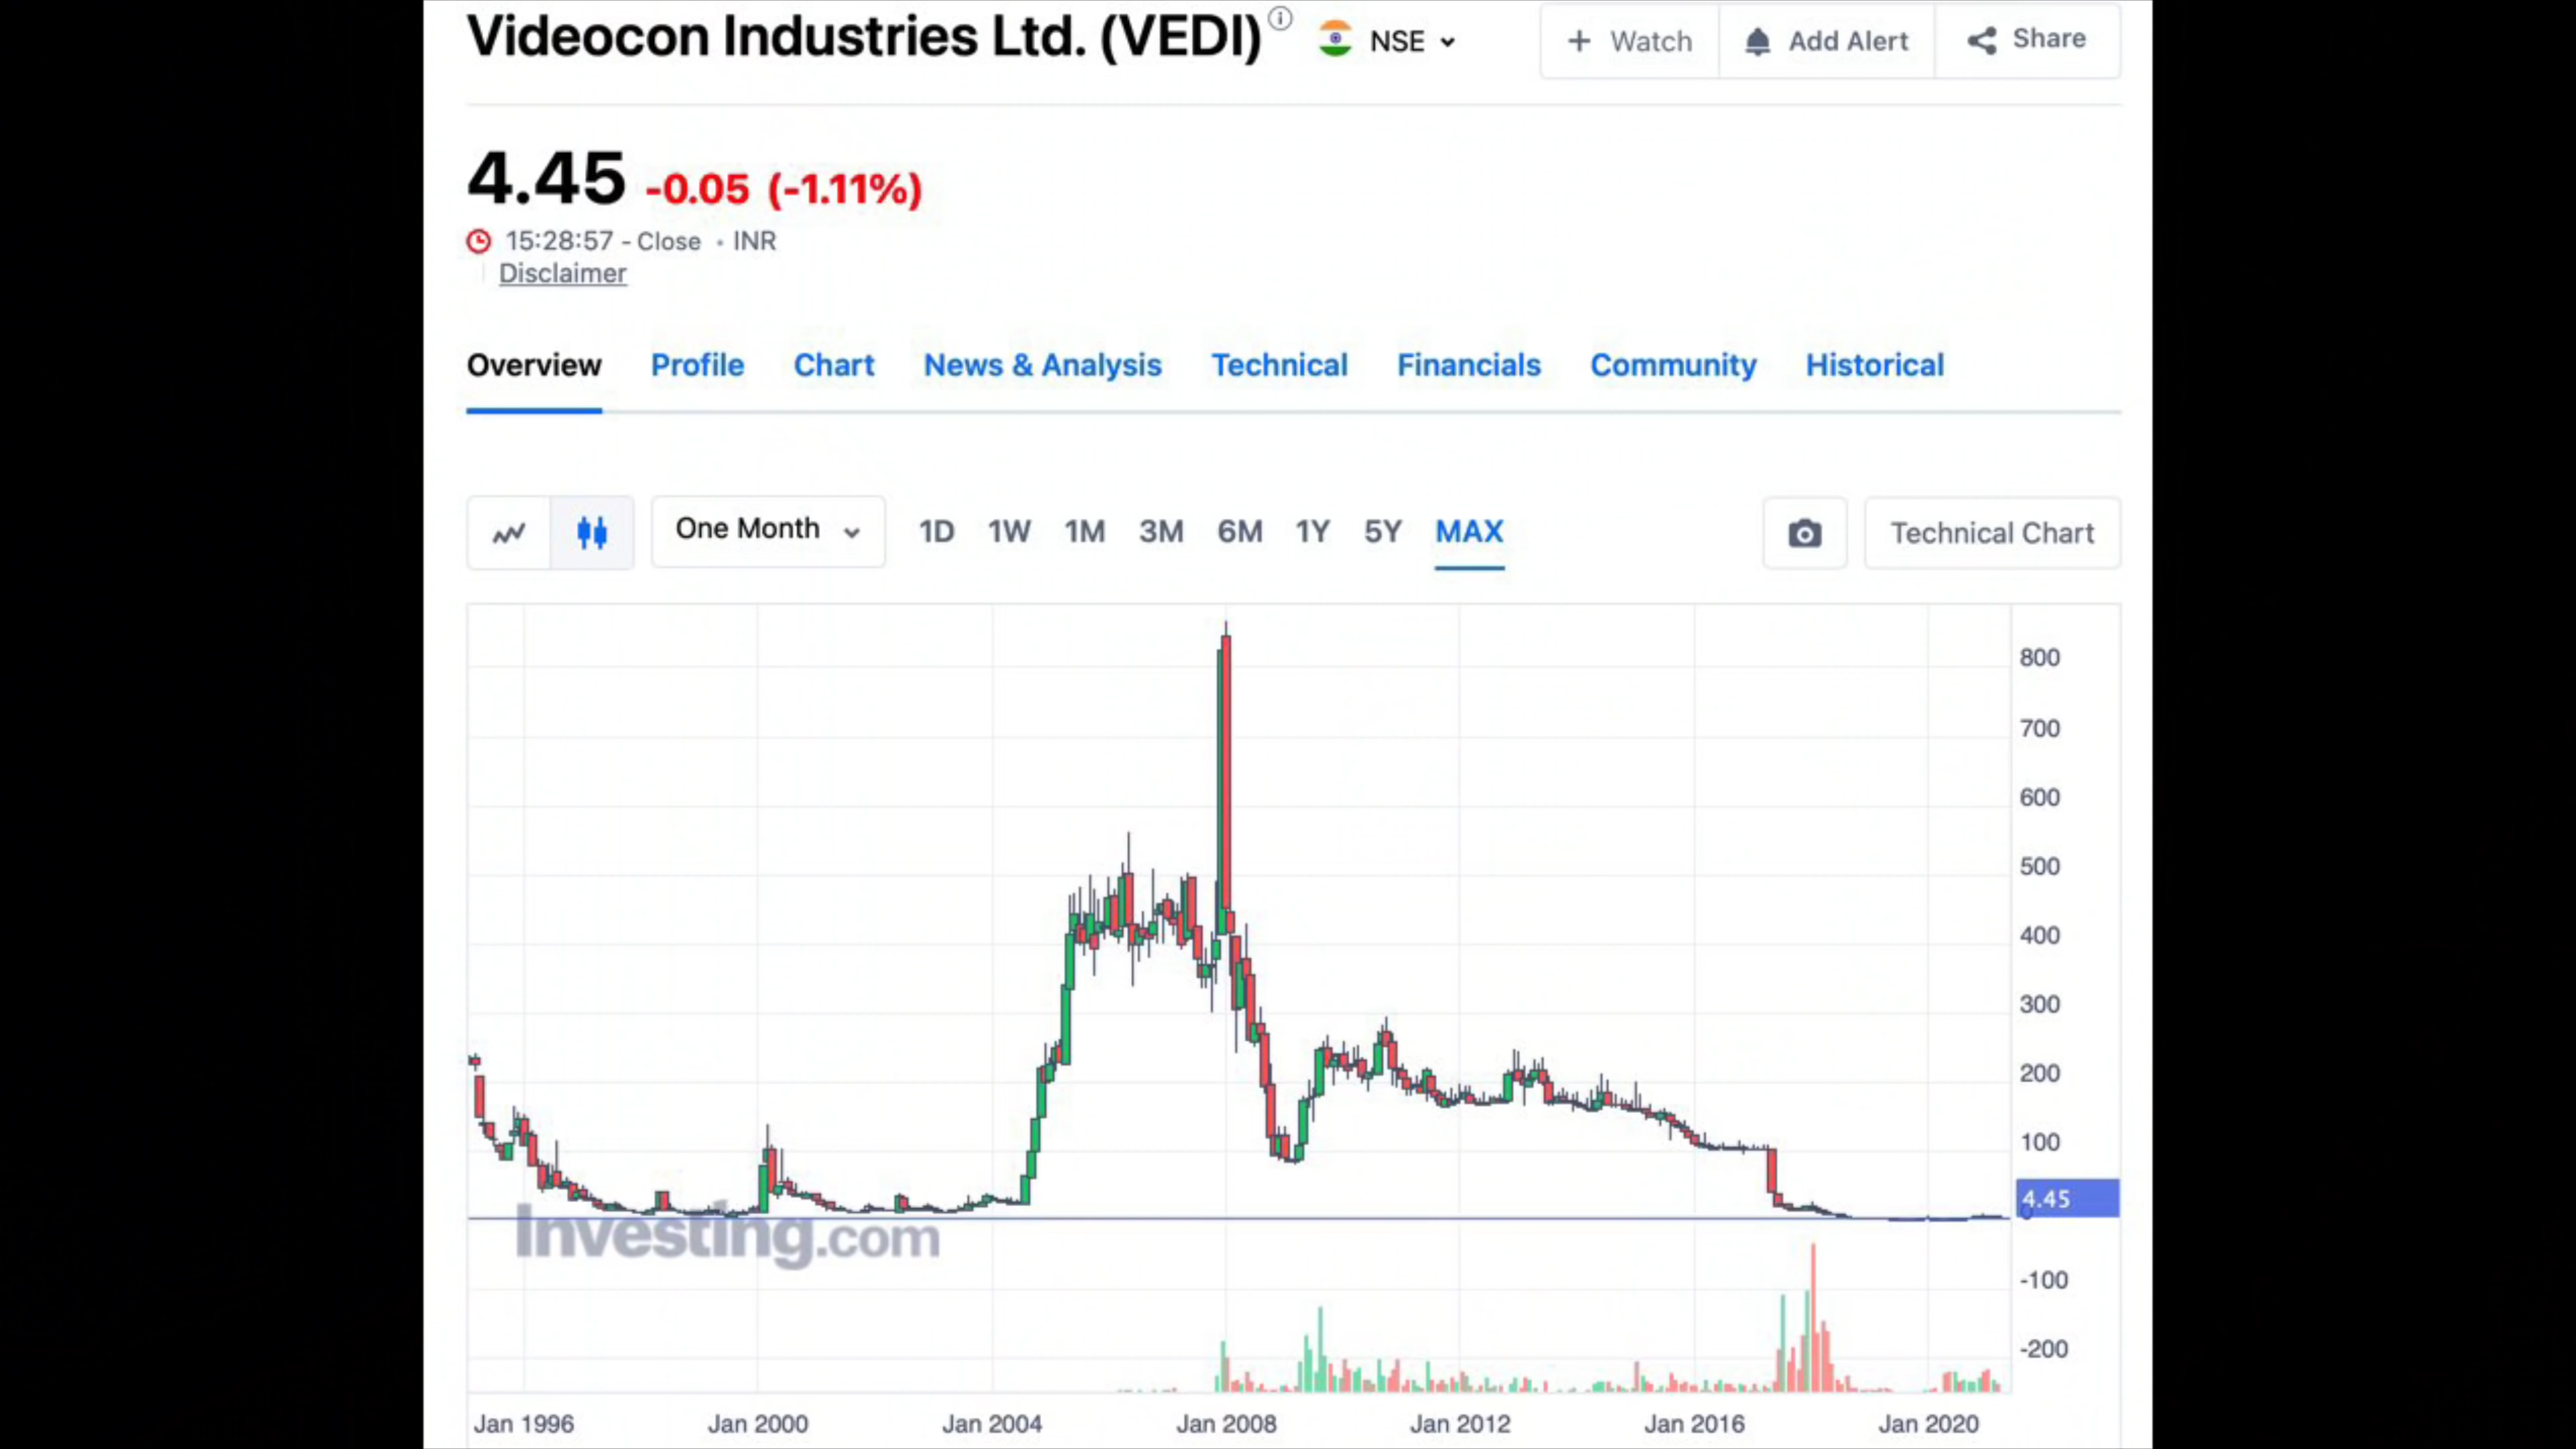 Videocon Industries Ltd. (VEDI) NSE
+ Watch Add Alert Share
4.45 -0.05 (-1.11%)
15:28:57 - Close • INR
Disclaimer
Overview Profile Chart News & Analysis Technical Financials Community Historical
One Month 1D 1W 1M 3M 6M 1Y 5Y MAX Technical Chart
800
700
600
500
400
300
200
100
4.45
0
Investing.com
-100
-200
Jan 1996 Jan 2000 Jan 2004 Jan 2008 Jan 2012 Jan 2016 Jan 2020